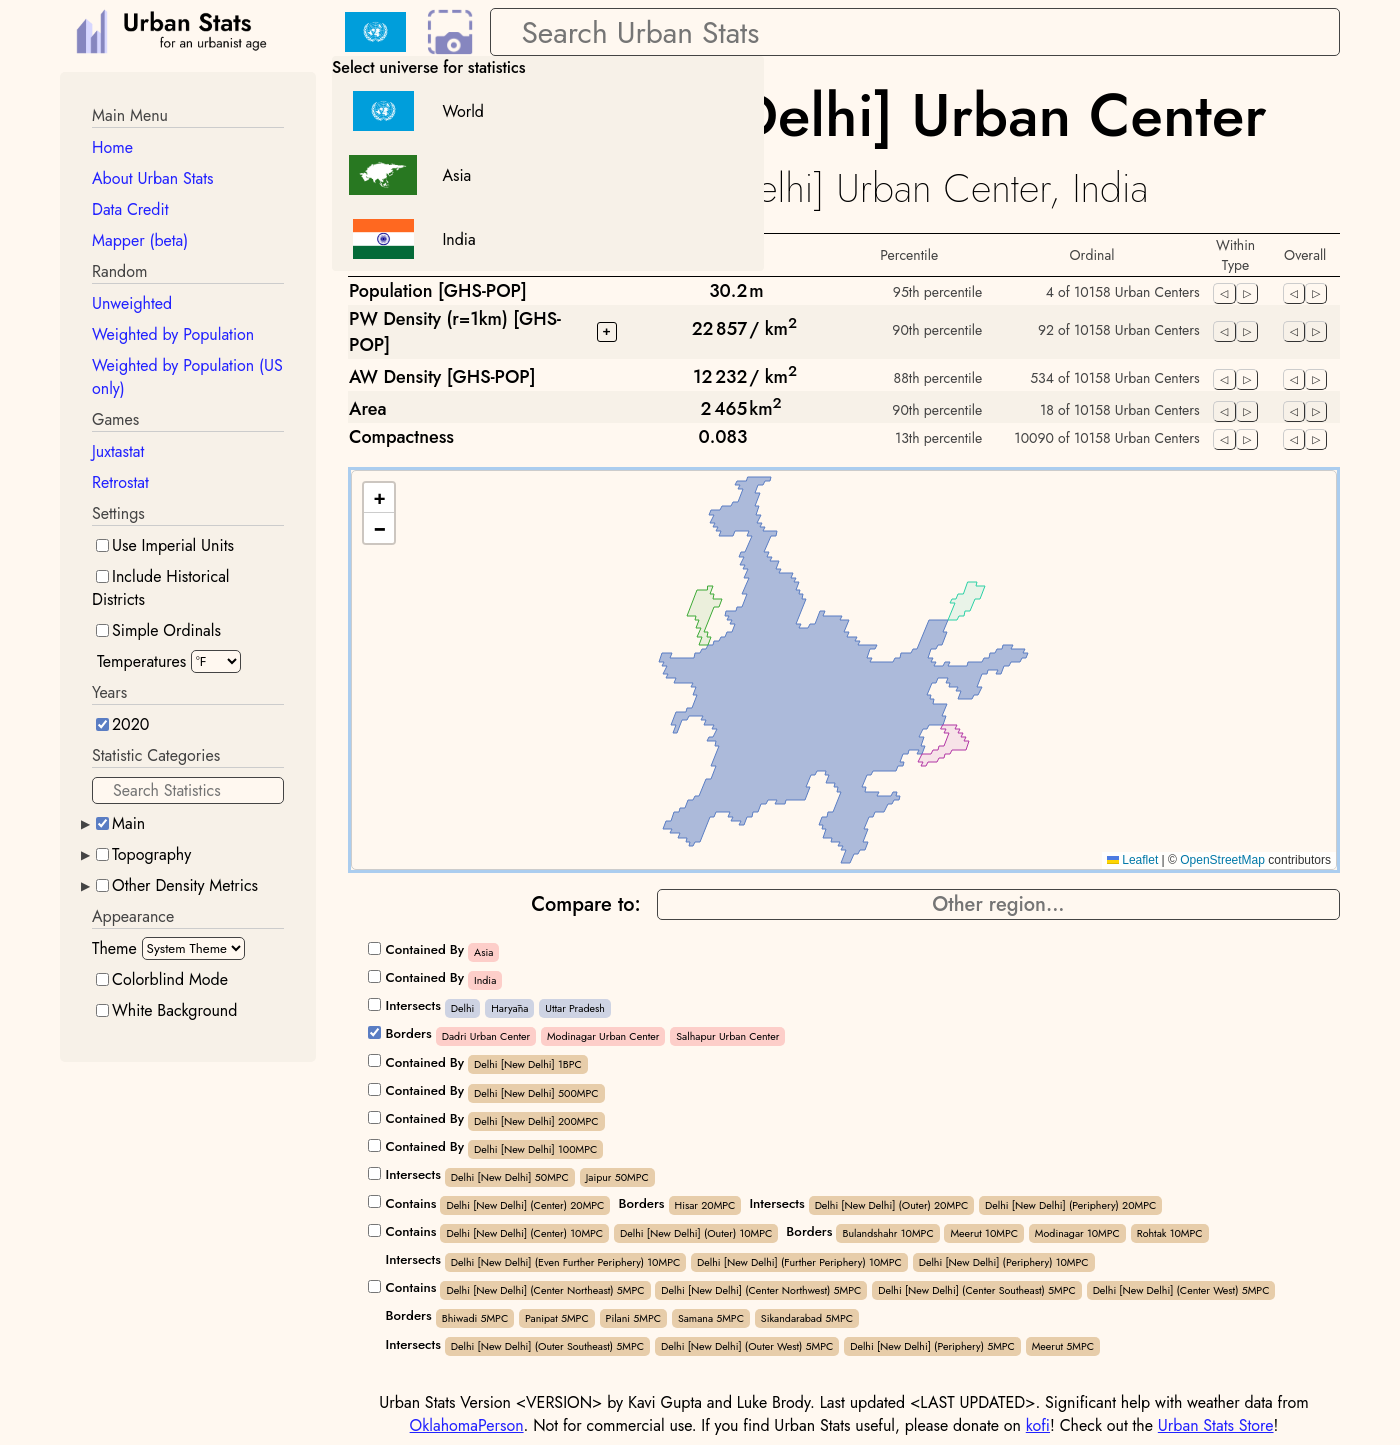 Urban Stats
for an urbanist age
Search Urban Stats
Select universe for statistics
World
Asia
India
Delhi] Urban Center
elhi] Urban Center, India
Main Menu
Home
About Urban Stats
Data Credit
Mapper (beta)
Random
Unweighted
Weighted by Population
Weighted by Population (US
only)
Games
Juxtastat
Retrostat
Settings
Use Imperial Units
Include Historical
Districts
Simple Ordinals
Temperatures °F
Years
2020
Statistic Categories
Search Statistics
Main
Topography
Other Density Metrics
Appearance
Theme System Theme
Colorblind Mode
White Background
Percentile Ordinal Within Type Overall
Population [GHS-POP] 30.2 m 95th percentile 4 of 10158 Urban Centers
PW Density (r=1km) [GHS-
POP] + 22 857 / km2 90th percentile 92 of 10158 Urban Centers
AW Density [GHS-POP] 12 232 / km2 88th percentile 534 of 10158 Urban Centers
Area 2 465 km2 90th percentile 18 of 10158 Urban Centers
Compactness 0.083 13th percentile 10090 of 10158 Urban Centers
+
−
Leaflet | © OpenStreetMap contributors
Compare to: Other region...
Contained By Asia
Contained By India
Intersects Delhi Haryāna Uttar Pradesh
Borders Dadri Urban Center Modinagar Urban Center Salhapur Urban Center
Contained By Delhi [New Delhi] 1BPC
Contained By Delhi [New Delhi] 500MPC
Contained By Delhi [New Delhi] 200MPC
Contained By Delhi [New Delhi] 100MPC
Intersects Delhi [New Delhi] 50MPC Jaipur 50MPC
Contains Delhi [New Delhi] (Center) 20MPC Borders Hisar 20MPC Intersects Delhi [New Delhi] (Outer) 20MPC Delhi [New Delhi] (Periphery) 20MPC
Contains Delhi [New Delhi] (Center) 10MPC Delhi [New Delhi] (Outer) 10MPC Borders Bulandshahr 10MPC Meerut 10MPC Modinagar 10MPC Rohtak 10MPC
Intersects Delhi [New Delhi] (Even Further Periphery) 10MPC Delhi [New Delhi] (Further Periphery) 10MPC Delhi [New Delhi] (Periphery) 10MPC
Contains Delhi [New Delhi] (Center Northeast) 5MPC Delhi [New Delhi] (Center Northwest) 5MPC Delhi [New Delhi] (Center Southeast) 5MPC Delhi [New Delhi] (Center West) 5MPC
Borders Bhiwadi 5MPC Panipat 5MPC Pilani 5MPC Samana 5MPC Sikandarabad 5MPC
Intersects Delhi [New Delhi] (Outer Southeast) 5MPC Delhi [New Delhi] (Outer West) 5MPC Delhi [New Delhi] (Periphery) 5MPC Meerut 5MPC
Urban Stats Version <VERSION> by Kavi Gupta and Luke Brody. Last updated <LAST UPDATED>. Significant help with weather data from
OklahomaPerson. Not for commercial use. If you find Urban Stats useful, please donate on kofi! Check out the Urban Stats Store!